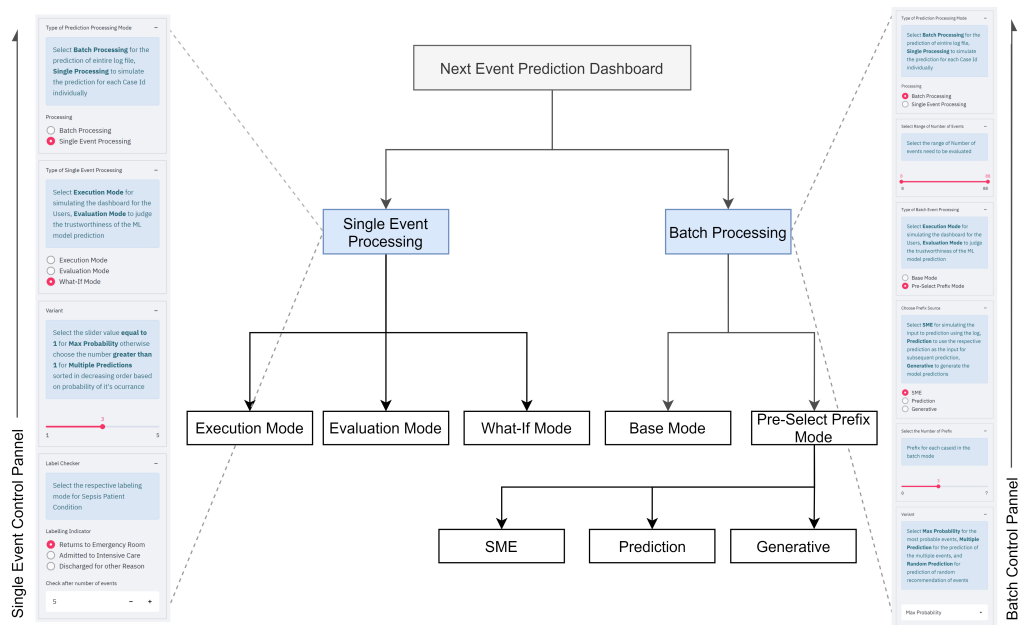 Single Event Control Panel
Type of Prediction Processing Mode −
Select Batch Processing for the
prediction of eintire log file,
Single Processing to simulate
the prediction for each Case Id
individually
Processing
Batch Processing
Single Event Processing
Type of Single Event Processing −
Select Execution Mode for
simulating the dashboard for the
Users, Evaluation Mode to judge
the trustworthiness of the ML
model prediction
Execution Mode
Evaluation Mode
What-If Mode
Variant −
Select the slider value equal to
1 for Max Probability otherwise
choose the number greater than
1 for Multiple Predictions
sorted in decreasing order based
on probability of it's ocurrance
3
1 5
Label Checker −
Select the respective labeling
mode for Sepsis Patient
Condition
Labelling Indicator
Returns to Emergency Room
Admitted to Intensive Care
Discharged for other Reason
Check after number of events
5 − +
Next Event Prediction Dashboard
Single Event
Processing
Batch Processing
Execution Mode
Evaluation Mode
What-If Mode
Base Mode
Pre-Select Prefix
Mode
SME
Prediction
Generative
Type of Prediction Processing Mode −
Select Batch Processing for the
prediction of eintire log file,
Single Processing to simulate
the prediction for each Case Id
individually
Processing
Batch Processing
Single Event Processing
Select Range of Number of Events −
Select the range of Number of
events need to be evaluated
Type of Batch Event Processing −
Select Execution Mode for
simulating the dashboard for the
Users, Evaluation Mode to judge
the trustworthiness of the ML
model prediction
Base Mode
Pre-Select Prefix Mode
Choose Prefix Source −
Select SME for simulating the
input to prediction using the log,
Prediction to use the respective
prediction as the input for
subsequent prediction,
Generative to generate the
model predictions
SME
Prediction
Generative
Select the Number of Prefix −
Prefix for each caseid in the
batch mode
3
0 7
Variant −
Select Max Probability for the
most probable events, Multiple
Prediction for the prediction of
the multiple events, and
Random Prediction for
prediction of random
recommendation of events
Max Probability
Batch Control Pannel